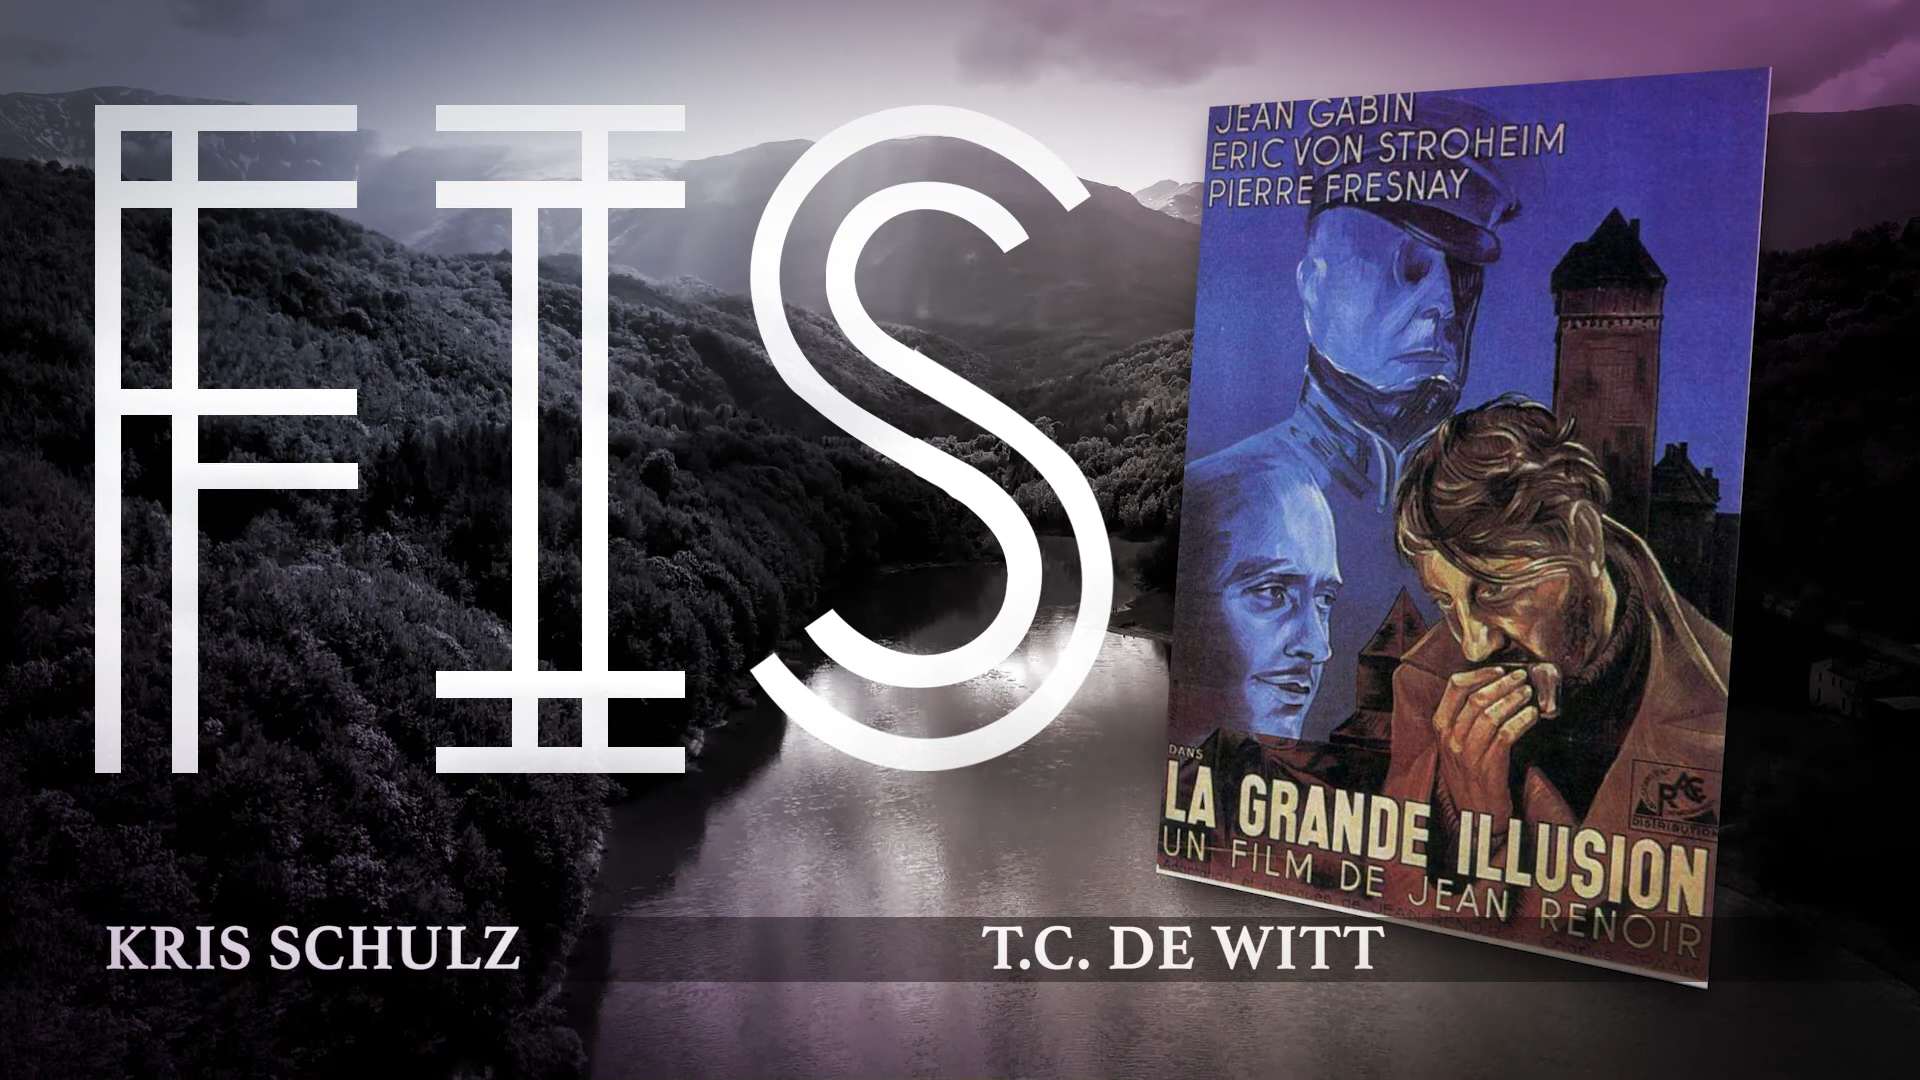 FIS
JEAN GABIN
ERIC VON STROHEIM
PIERRE FRESNAY
DANS
LA GRANDE ILLUSION
UN FILM DE JEAN RENOIR
RAC
DISTRIBUTION
KRIS SCHULZ
T.C. DE WITT